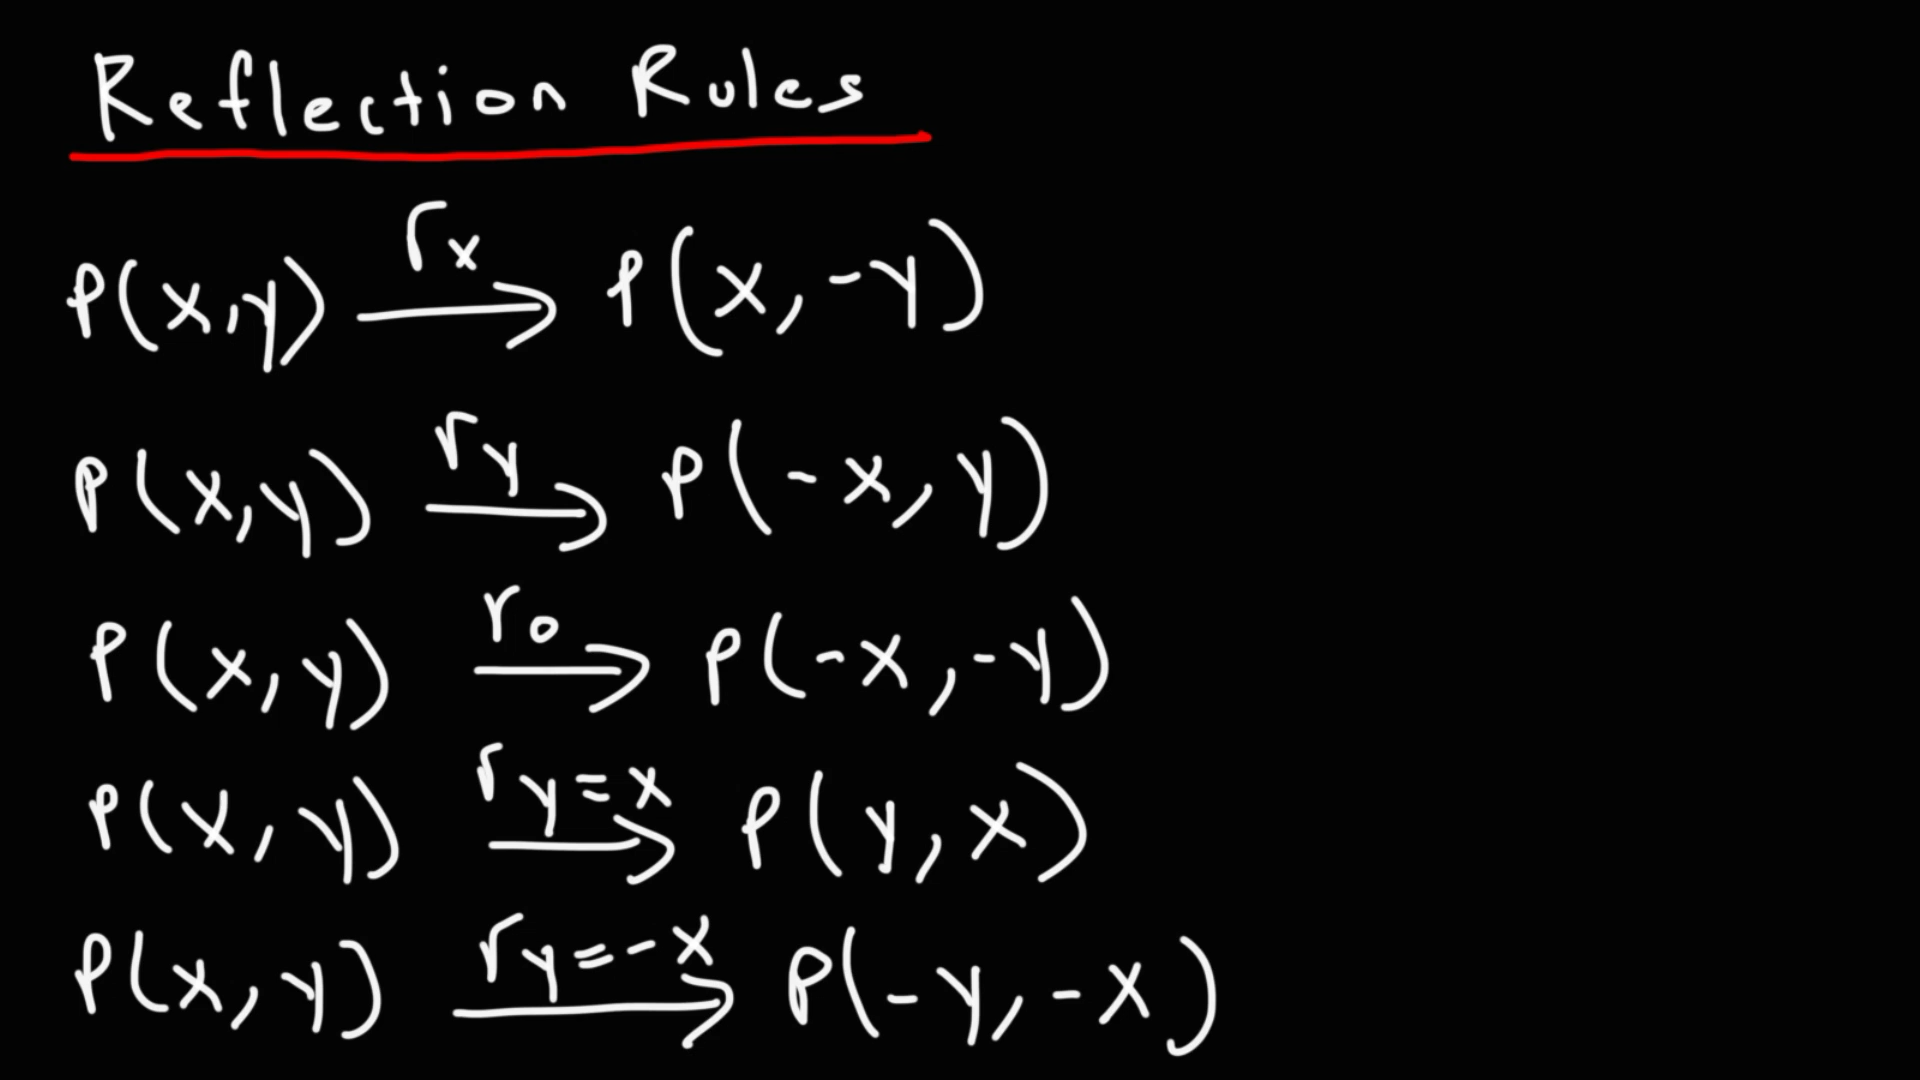 Reflection Rules
P(x,y) rx → P(x,-y)
P(x,y) ry → P(-x,y)
P(x,y) ro → P(-x,-y)
P(x,y) ry=x → P(y,x)
P(x,y) ry=-x → P(-y,-x)